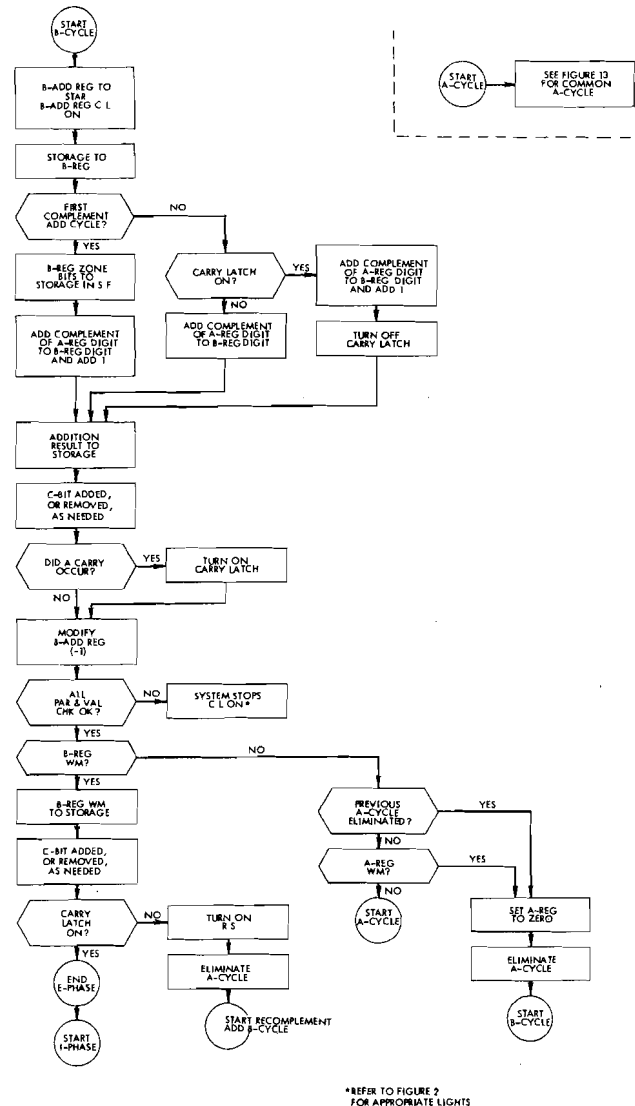 START
B-CYCLE
B-ADD REG TO
STAR
B-ADD REG C L
ON
STORAGE TO
B-REG
FIRST
COMPLEMENT
ADD CYCLE?
NO
YES
B-REG ZONE
BITS TO
STORAGE IN S F
ADD COMPLEMENT
OF A-REG DIGIT
TO B-REG DIGIT
AND ADD 1
CARRY LATCH
ON?
YES
NO
ADD COMPLEMENT
OF A-REG DIGIT
TO B-REG DIGIT
ADD COMPLEMENT
OF A-REG DIGIT
TO B-REG DIGIT
AND ADD 1
TURN OFF
CARRY LATCH
ADDITION
RESULT TO
STORAGE
C-BIT ADDED,
OR REMOVED,
AS NEEDED
DID A CARRY
OCCUR?
YES
TURN ON
CARRY LATCH
NO
MODIFY
B-ADD REG
(-1)
ALL
PAR & VAL
CHK OK?
NO
SYSTEM STOPS
C L ON*
YES
B-REG
WM?
NO
YES
B-REG WM
TO STORAGE
C-BIT ADDED,
OR REMOVED,
AS NEEDED
CARRY
LATCH
ON?
NO
TURN ON
R S
YES
ELIMINATE
A-CYCLE
START RECOMPLEMENT
ADD B-CYCLE
END
E-PHASE
START
I-PHASE
PREVIOUS
A-CYCLE
ELIMINATED?
YES
NO
A-REG
WM?
YES
NO
START
A-CYCLE
SET A-REG
TO ZERO
ELIMINATE
A-CYCLE
START
B-CYCLE
START
A-CYCLE
SEE FIGURE 13
FOR COMMON
A-CYCLE
*REFER TO FIGURE 2
FOR APPROPRIATE LIGHTS